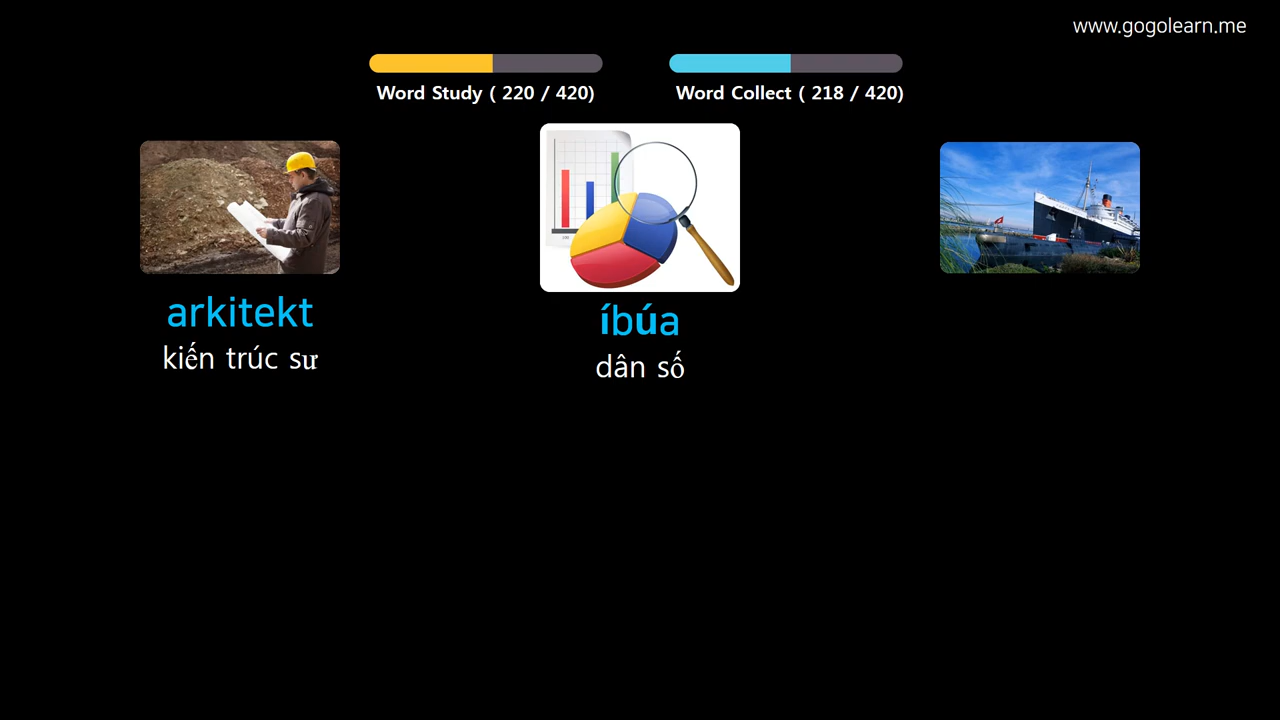 www.gogolearn.me
Word Study ( 220 / 420)
Word Collect ( 218 / 420)
arkitekt
kiến trúc sư
íbúa
dân số